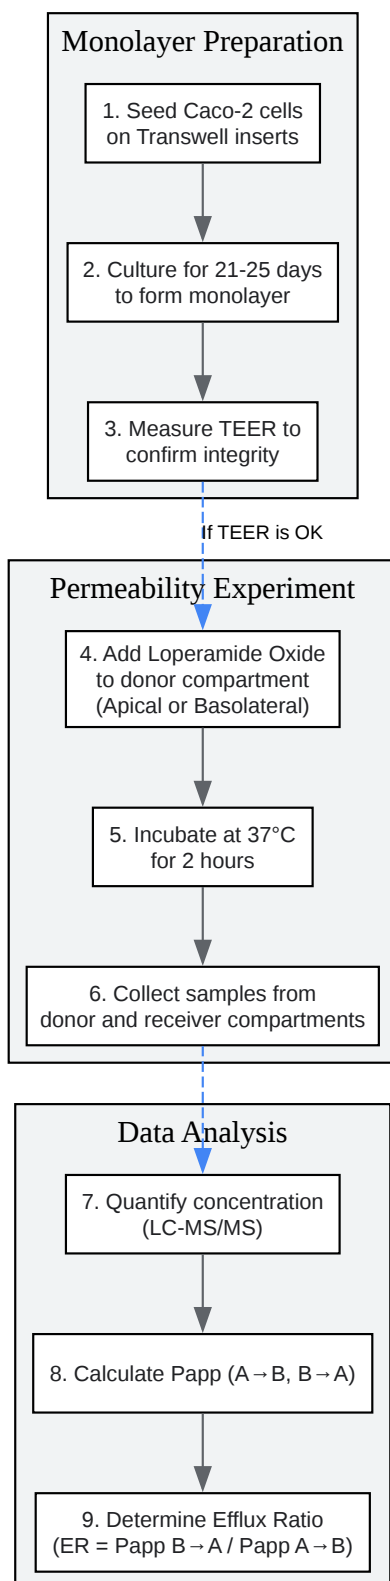 Monolayer Preparation
1. Seed Caco-2 cells
on Transwell inserts
2. Culture for 21-25 days
to form monolayer
3. Measure TEER to
confirm integrity
If TEER is OK
Permeability Experiment
4. Add Loperamide Oxide
to donor compartment
(Apical or Basolateral)
5. Incubate at 37°C
for 2 hours
6. Collect samples from
donor and receiver compartments
Data Analysis
7. Quantify concentration
(LC-MS/MS)
8. Calculate Papp (A→B, B→A)
9. Determine Efflux Ratio
(ER = Papp B→A / Papp A→B)